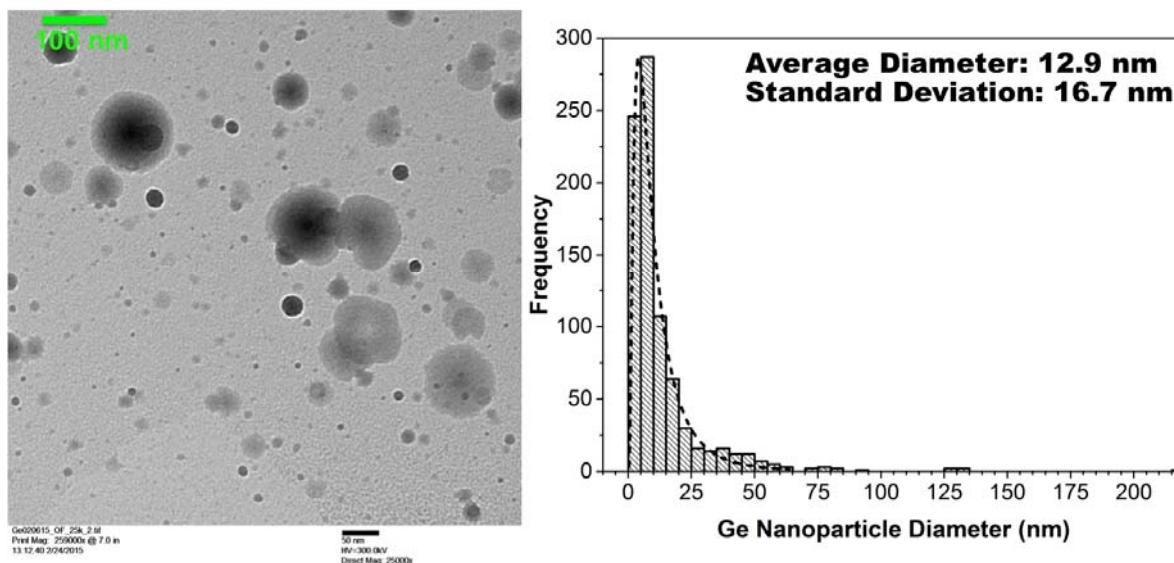 100 nm
Ge020615_OF_25k_2.tif
Print Mag: 259000x @ 7.0 in
13.12.40 2/24/2015
50 nm
HV=300.0kV
Direct Mag: 25000x
Average Diameter: 12.9 nm
Standard Deviation: 16.7 nm
300
250
200
150
100
50
0
Frequency
0 25 50 75 100 125 150 175 200
Ge Nanoparticle Diameter (nm)